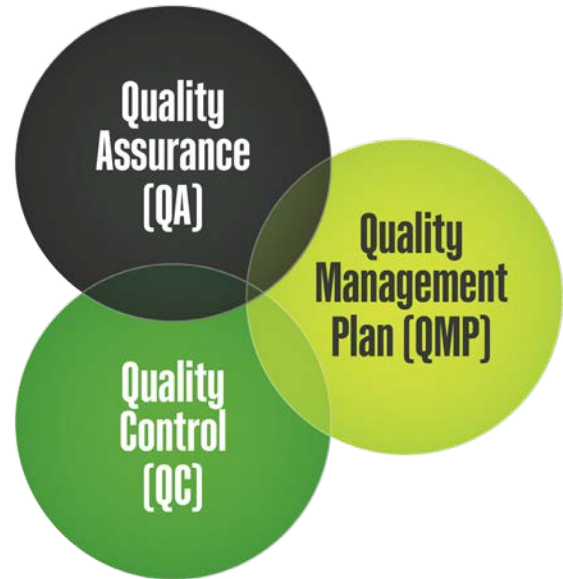 Quality
Assurance
(QA)
Quality
Management
Plan (QMP)
Quality
Control
(QC)